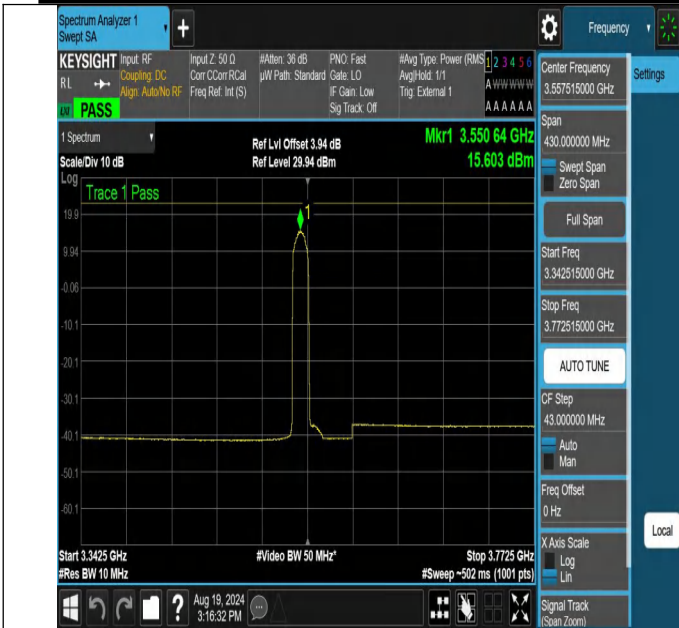 Spectrum Analyzer 1
Swept SA
Frequency
KEYSIGHT
RL
PASS
Input: RF
Coupling: DC
Align: Auto/No RF
Input Z: 50 Ω
Corr CCorr RCal
Freq Ref: Int (S)
#Atten: 36 dB
µW Path: Standard
PNO: Fast
Gate: LO
IF Gain: Low
Sig Track: Off
#Avg Type: Power (RMS
Avg|Hold: 1/1
Trig: External 1
1 2 3 4 5 6
A W W W W W
A A A A A A
1 Spectrum
Scale/Div 10 dB
Log
Ref Lvl Offset 3.94 dB
Ref Level 29.94 dBm
Mkr1 3.550 64 GHz
15.603 dBm
Trace 1 Pass
1
19.9
9.94
-0.06
-10.1
-20.1
-30.1
-40.1
-50.1
-60.1
Start 3.3425 GHz
#Res BW 10 MHz
#Video BW 50 MHz*
Stop 3.7725 GHz
#Sweep ~502 ms (1001 pts)
Aug 19, 2024
3:16:32 PM
Center Frequency
3.557515000 GHz
Span
430.000000 MHz
Swept Span
Zero Span
Full Span
Start Freq
3.342515000 GHz
Stop Freq
3.772515000 GHz
AUTO TUNE
CF Step
43.000000 MHz
Auto
Man
Freq Offset
0 Hz
X Axis Scale
Log
Lin
Signal Track
(Span Zoom)
Settings
Local